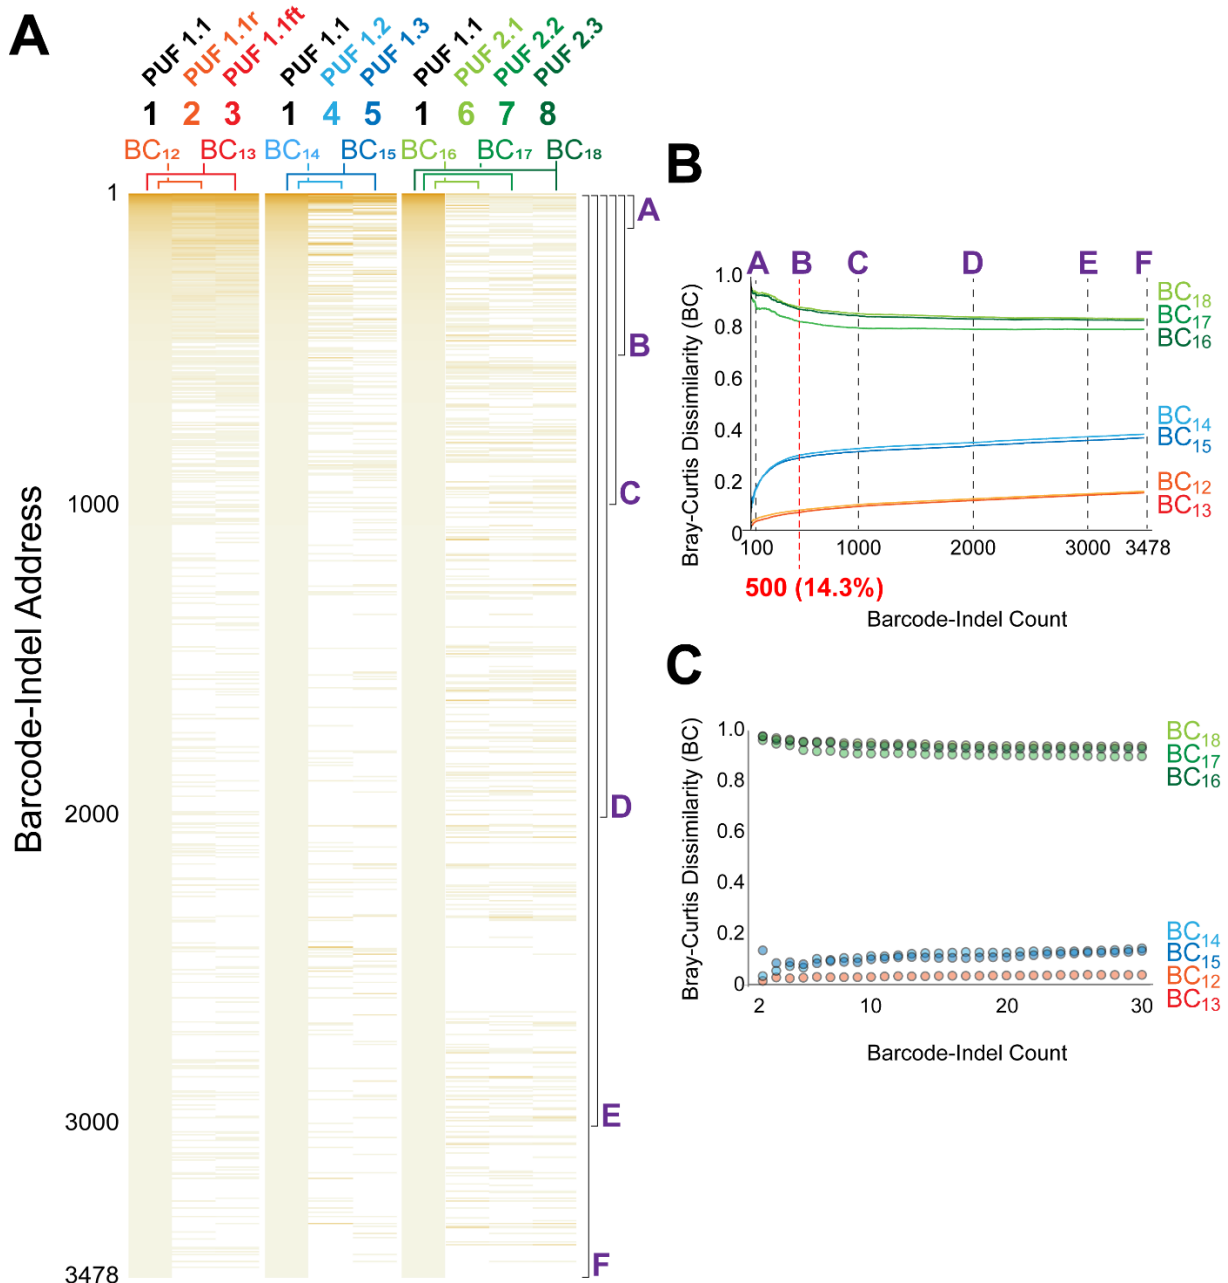 A
PUF 1.1 PUF 1.1r PUF 1.1ft PUF 1.1 PUF 1.2 PUF 1.3 PUF 1.1 PUF 2.1 PUF 2.2 PUF 2.3
1 2 3 1 4 5 1 6 7 8
BC₁₂ BC₁₃ BC₁₄ BC₁₅ BC₁₆ BC₁₇ BC₁₈
1
1000
2000
3000
3478
Barcode-Indel Address
A
B
C
D
E
F
B
A B C D E F
1.0
0.8
0.6
0.4
0.2
0
Bray-Curtis Dissimilarity (BC)
BC₁₈
BC₁₇
BC₁₆
BC₁₄
BC₁₅
BC₁₂
BC₁₃
100 1000 2000 3000 3478
500 (14.3%)
Barcode-Indel Count
C
1.0
0.8
0.6
0.4
0.2
0
Bray-Curtis Dissimilarity (BC)
BC₁₈
BC₁₇
BC₁₆
BC₁₄
BC₁₅
BC₁₂
BC₁₃
2 10 20 30
Barcode-Indel Count